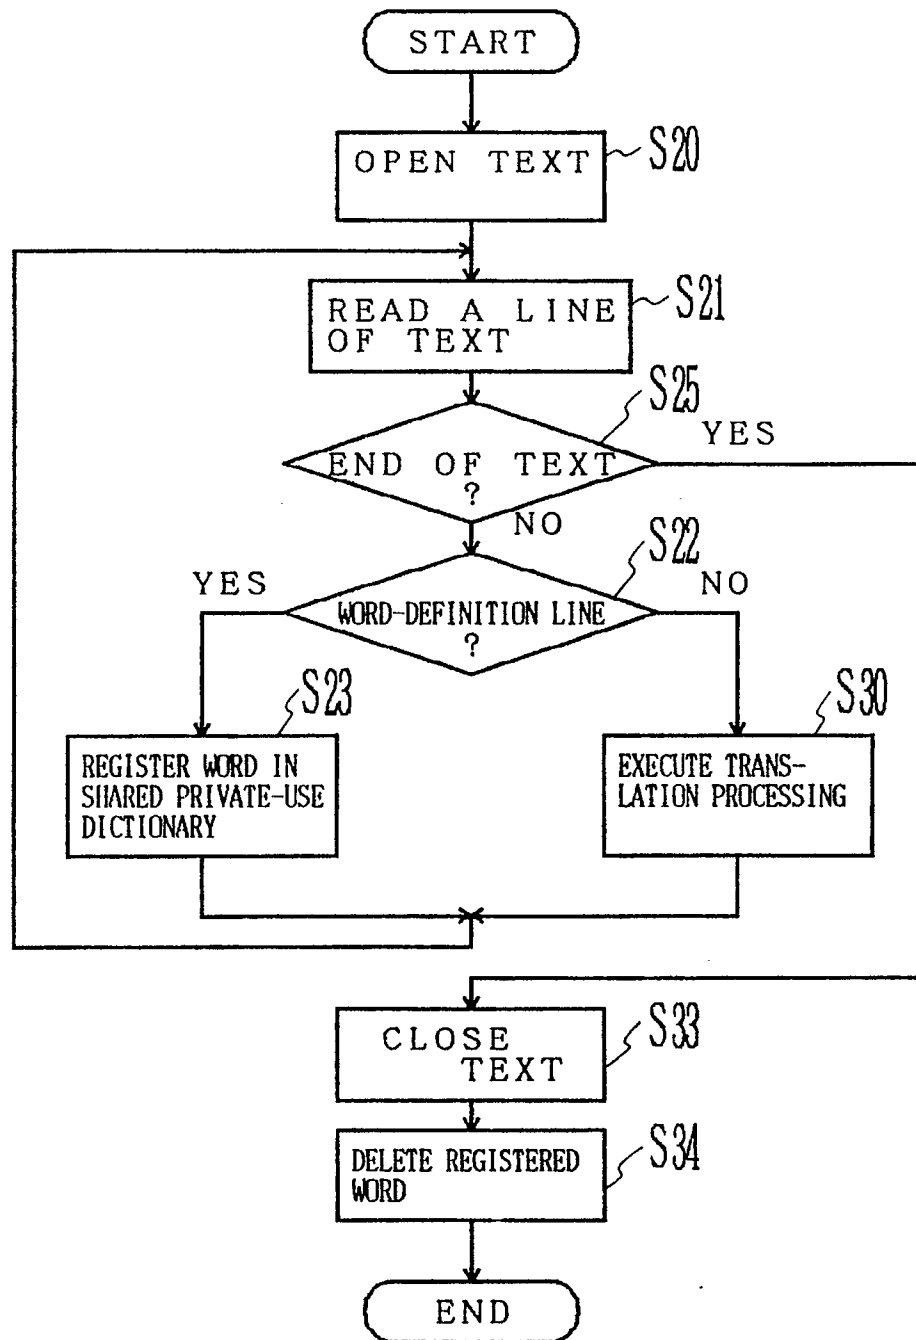 START
OPEN TEXT
S20
READ A LINE
OF TEXT
S21
S25
END OF TEXT
?
YES
NO
S22
WORD-DEFINITION LINE
?
YES
NO
S23
REGISTER WORD IN
SHARED PRIVATE-USE
DICTIONARY
S30
EXECUTE TRANS-
LATION PROCESSING
CLOSE
TEXT
S33
DELETE REGISTERED
WORD
S34
END